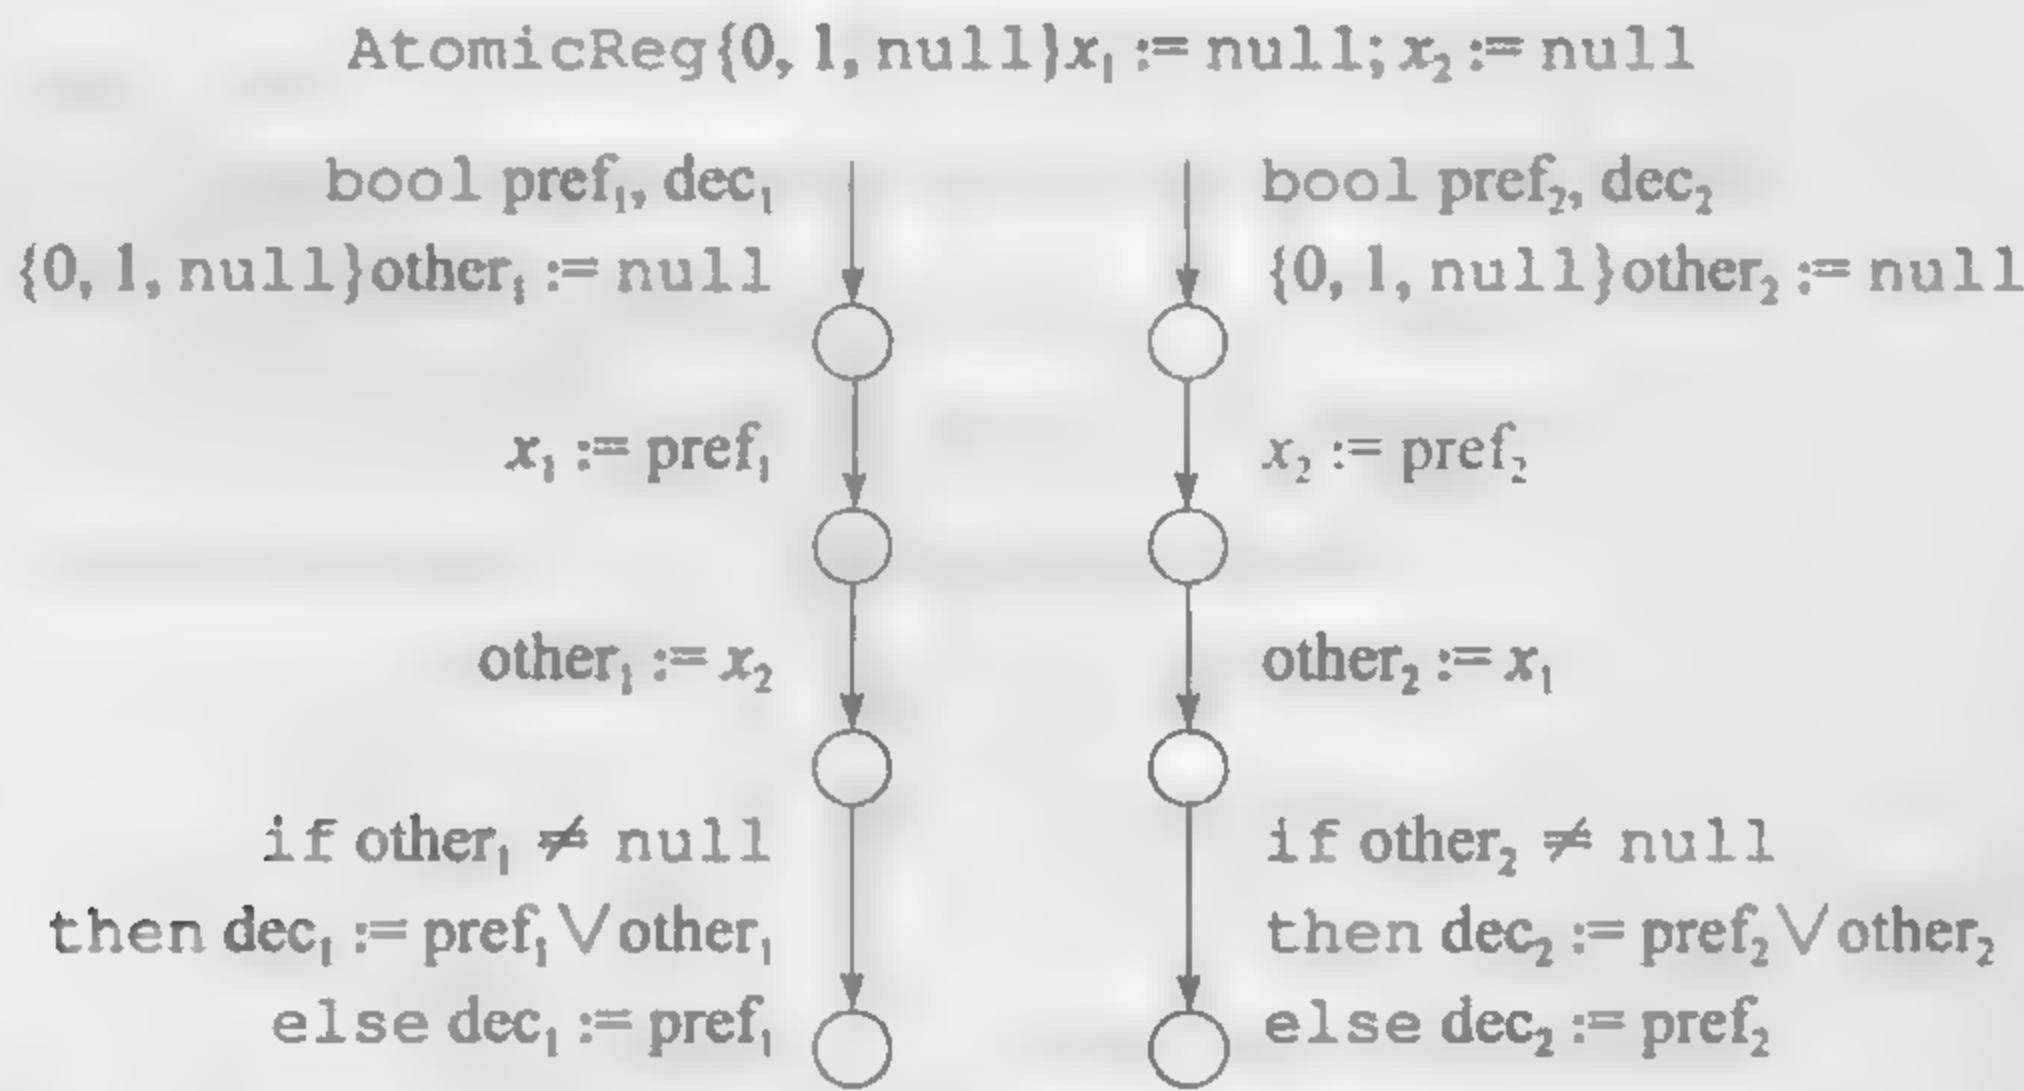 AtomicReg{0, 1, null}x₁ := null; x₂ := null
bool pref₁, dec₁
{0, 1, null}other₁ := null
x₁ := pref₁
other₁ := x₂
if other₁ ≠ null
then dec₁ := pref₁ ∨ other₁
else dec₁ := pref₁
bool pref₂, dec₂
{0, 1, null}other₂ := null
x₂ := pref₂
other₂ := x₁
if other₂ ≠ null
then dec₂ := pref₂ ∨ other₂
else dec₂ := pref₂